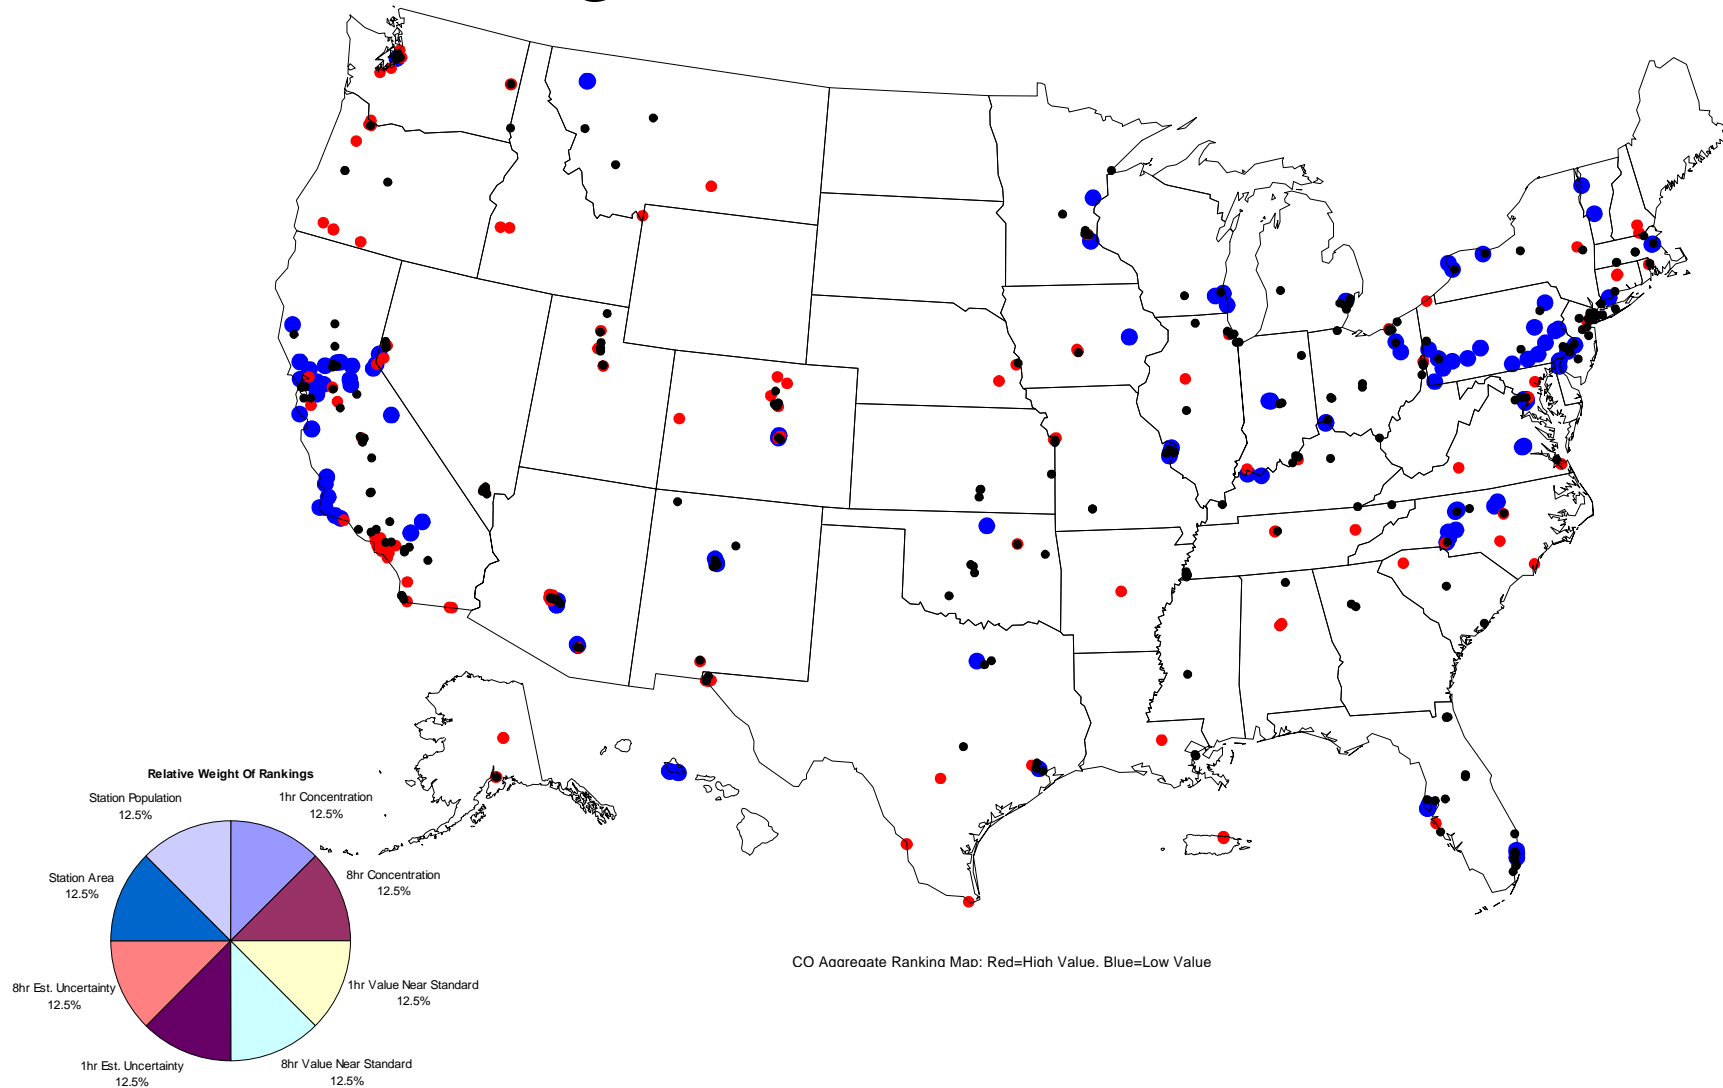 Relative Weight Of Rankings
Station Population
12.5%
1hr Concentration
12.5%
Station Area
12.5%
8hr Concentration
12.5%
8hr Est. Uncertainty
12.5%
1hr Value Near Standard
12.5%
1hr Est. Uncertainty
12.5%
8hr Value Near Standard
12.5%
CO Aggregate Ranking Map: Red=High Value, Blue=Low Value